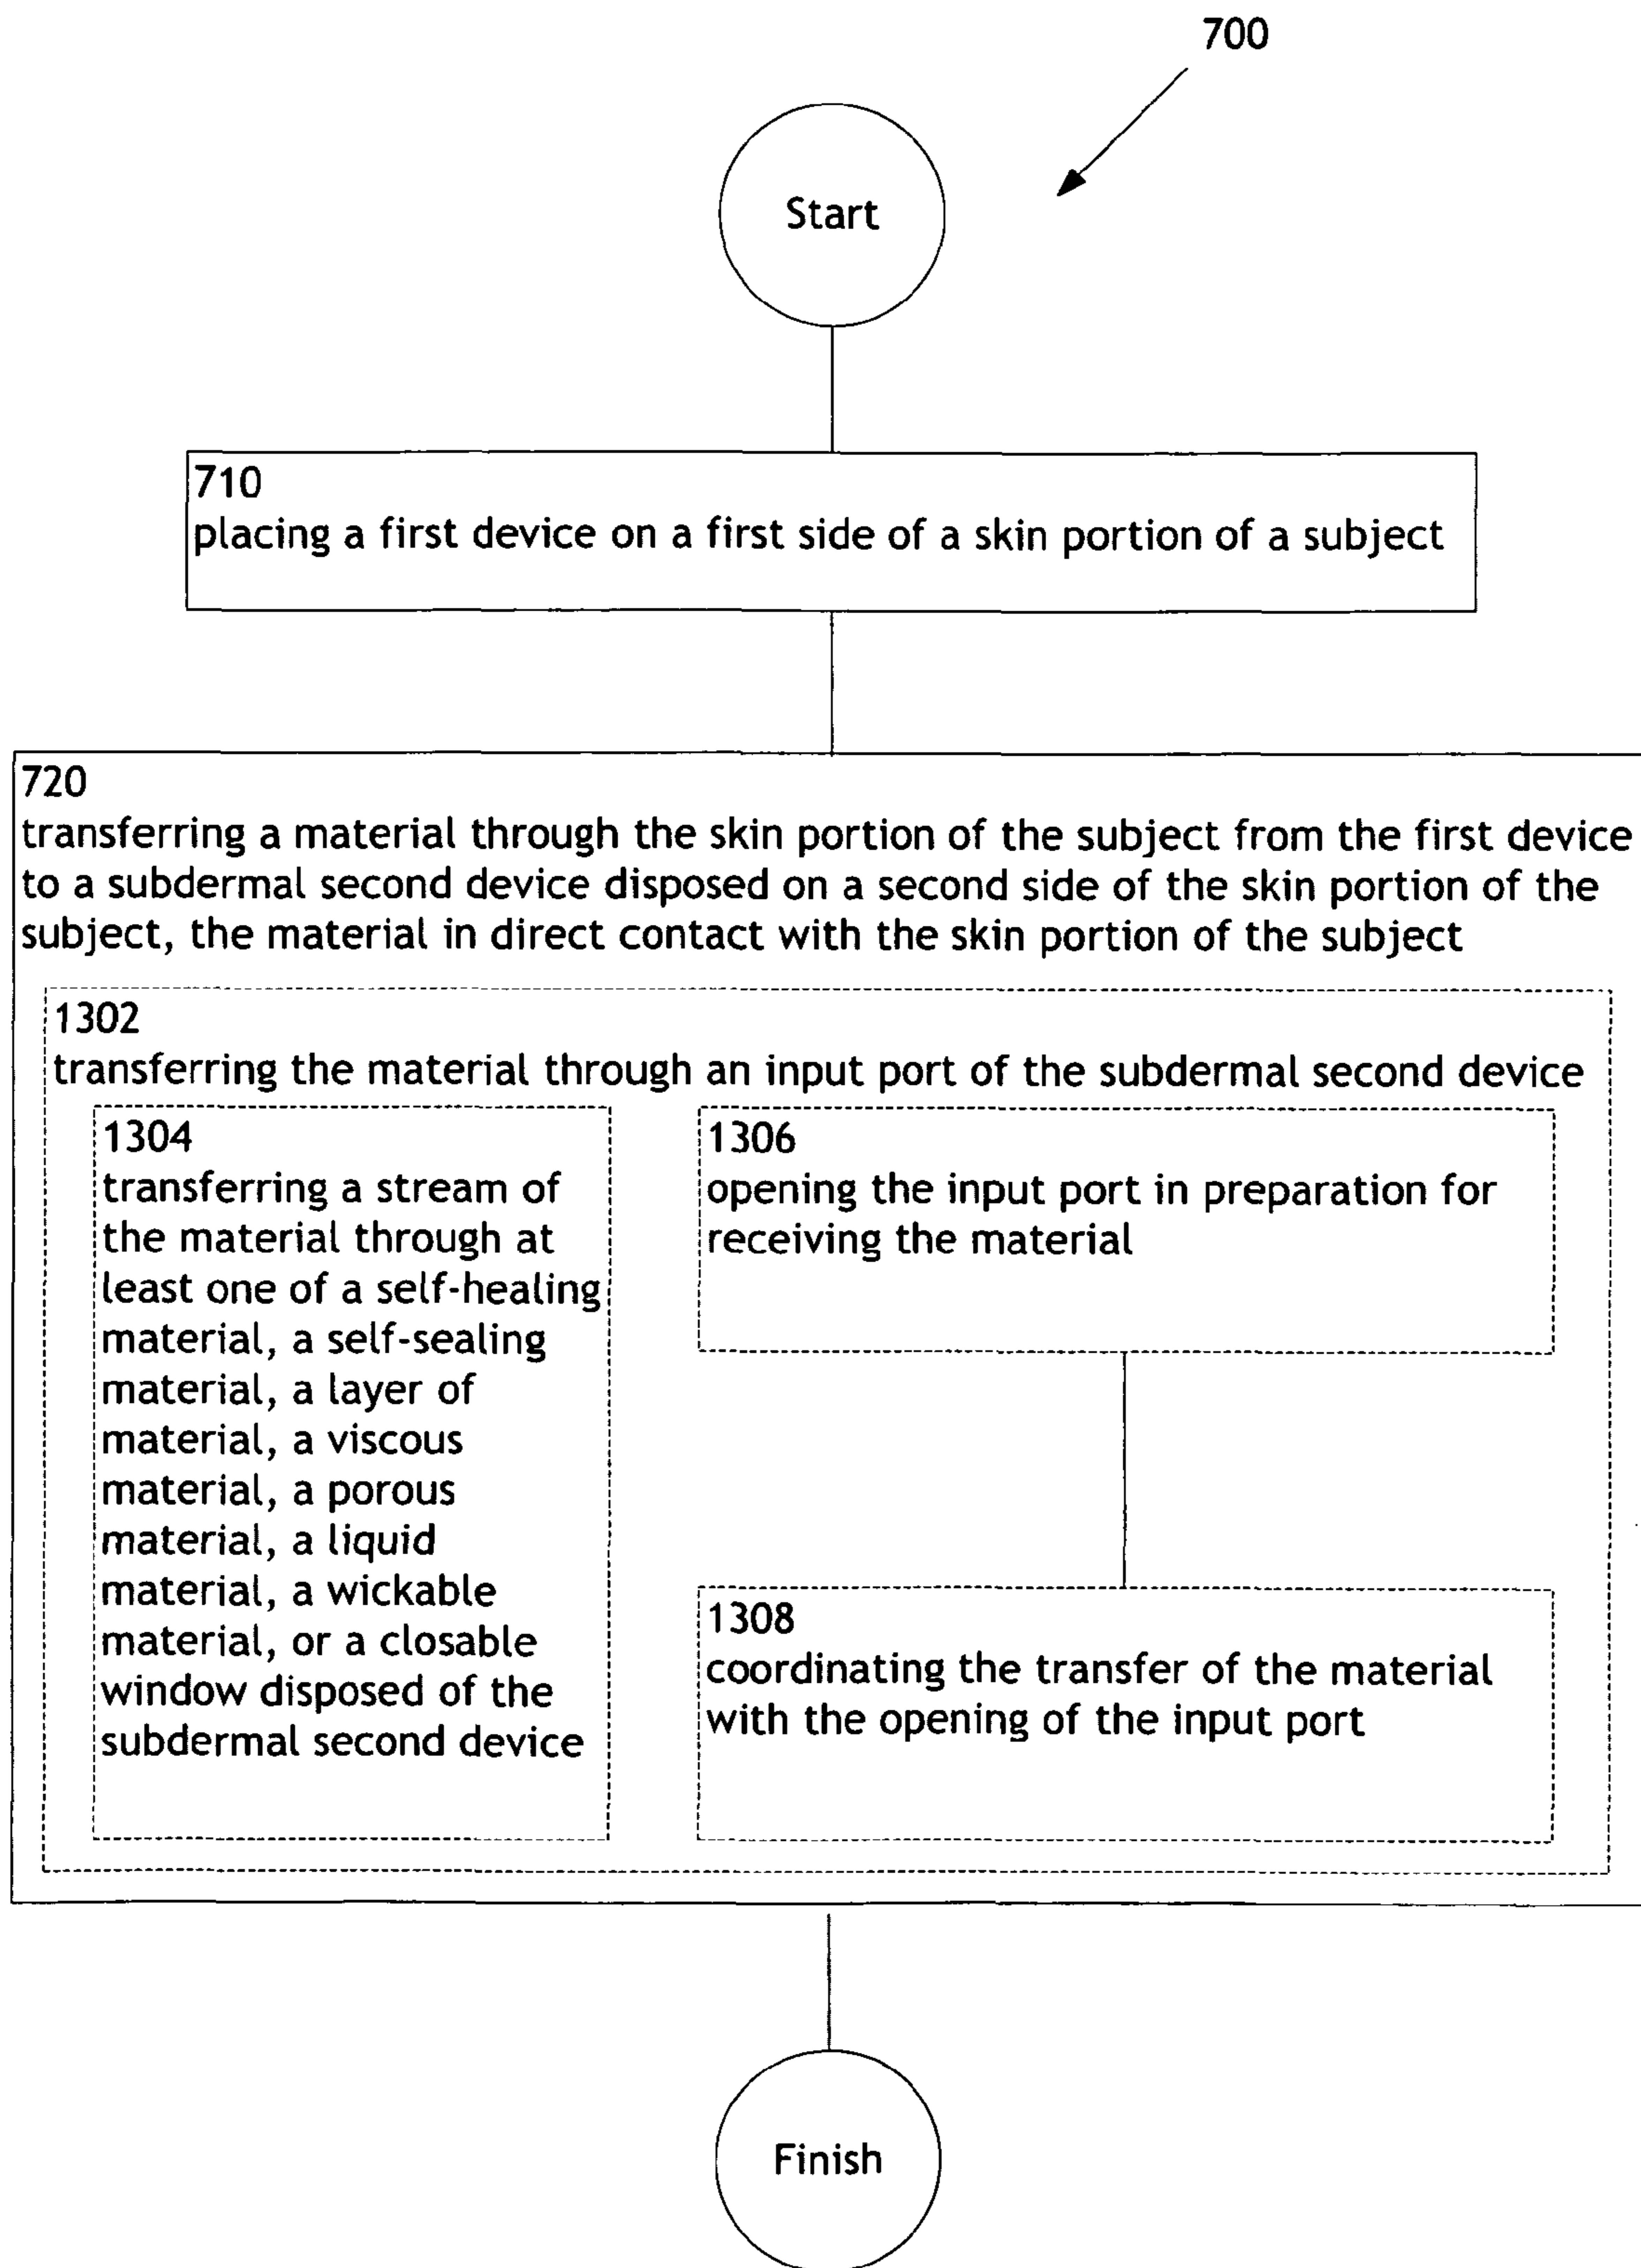 700
Start
710
placing a first device on a first side of a skin portion of a subject
720
transferring a material through the skin portion of the subject from the first device
to a subdermal second device disposed on a second side of the skin portion of the
subject, the material in direct contact with the skin portion of the subject
1302
transferring the material through an input port of the subdermal second device
1304
transferring a stream of
the material through at
least one of a self-healing
material, a self-sealing
material, a layer of
material, a viscous
material, a porous
material, a liquid
material, a wickable
material, or a closable
window disposed of the
subdermal second device
1306
opening the input port in preparation for
receiving the material
1308
coordinating the transfer of the material
with the opening of the input port
Finish